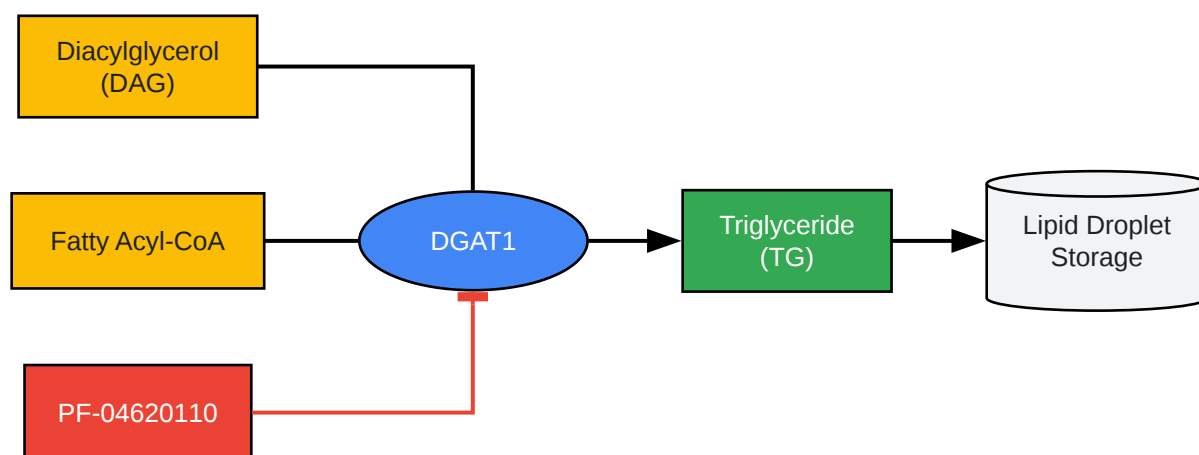 Diacylglycerol
(DAG)
Fatty Acyl-CoA
DGAT1
Triglyceride
(TG)
Lipid Droplet
Storage
PF-04620110